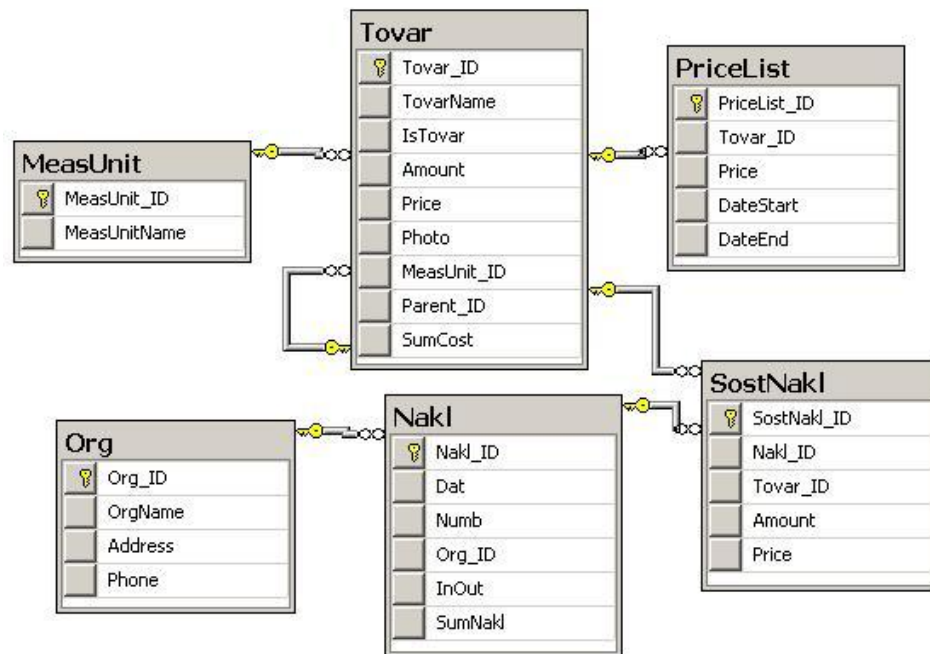 Tovar
Tovar_ID
TovarName
IsTovar
Amount
Price
Photo
MeasUnit_ID
Parent_ID
SumCost
PriceList
PriceList_ID
Tovar_ID
Price
DateStart
DateEnd
MeasUnit
MeasUnit_ID
MeasUnitName
SostNakl
SostNakl_ID
Nakl_ID
Tovar_ID
Amount
Price
Nakl
Nakl_ID
Dat
Numb
Org_ID
InOut
SumNakl
Org
Org_ID
OrgName
Address
Phone